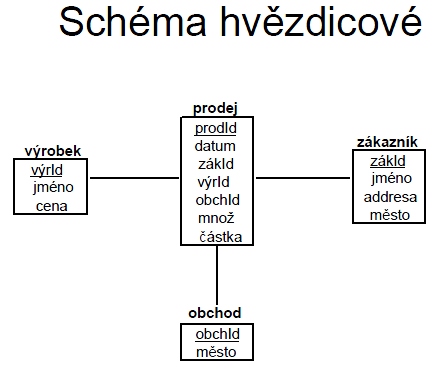 Schéma hvězdicové
prodej
prodId
datum
zákId
výrId
obchId
množ
částka
výrobek
výrId
jméno
cena
zákazník
zákId
jméno
addresa
město
obchod
obchId
město